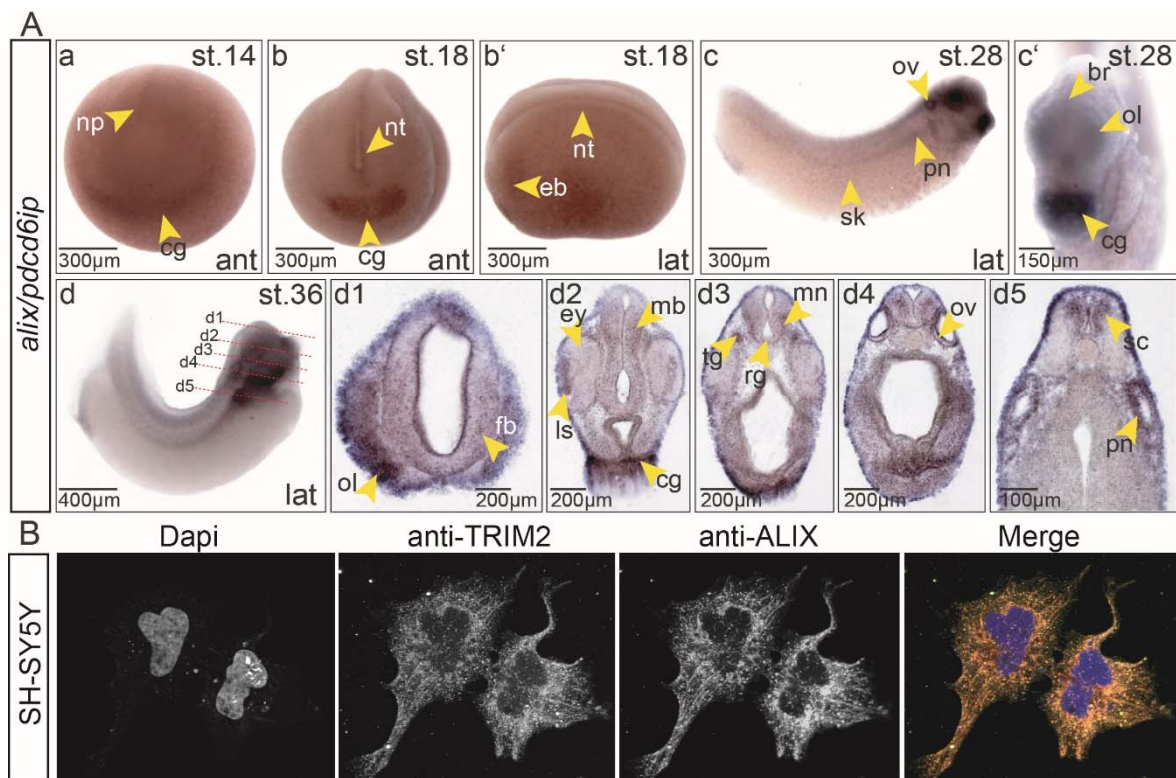 A
alix/pdcd6ip
a st.14
np
cg
300µm ant
b st.18
nt
cg
300µm ant
b' st.18
nt
eb
300µm lat
c st.28
ov
pn
sk
300µm lat
c' st.28
br
ol
cg
150µm
d st.36
d1
d2
d3
d4
d5
400µm lat
d1
fb
ol
200µm
d2
ey
mb
ls
cg
200µm
d3
mn
tg
rg
200µm
d4
ov
200µm
d5
sc
pn
100µm
B
Dapi anti-TRIM2 anti-ALIX Merge
SH-SY5Y